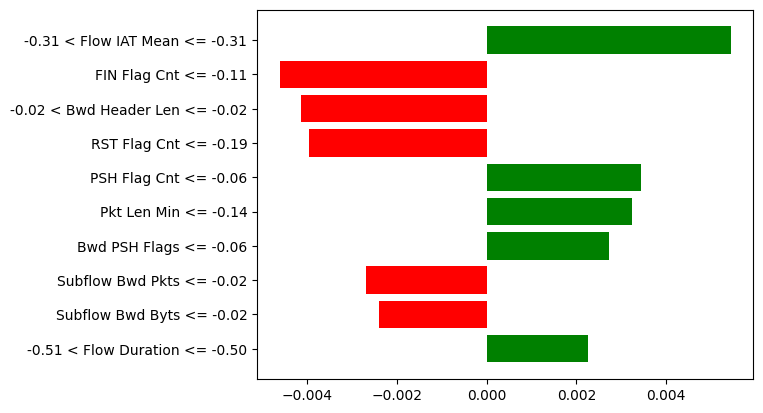 -0.31 < Flow IAT Mean <= -0.31
FIN Flag Cnt <= -0.11
-0.02 < Bwd Header Len <= -0.02
RST Flag Cnt <= -0.19
PSH Flag Cnt <= -0.06
Pkt Len Min <= -0.14
Bwd PSH Flags <= -0.06
Subflow Bwd Pkts <= -0.02
Subflow Bwd Byts <= -0.02
-0.51 < Flow Duration <= -0.50
−0.004 −0.002 0.000 0.002 0.004